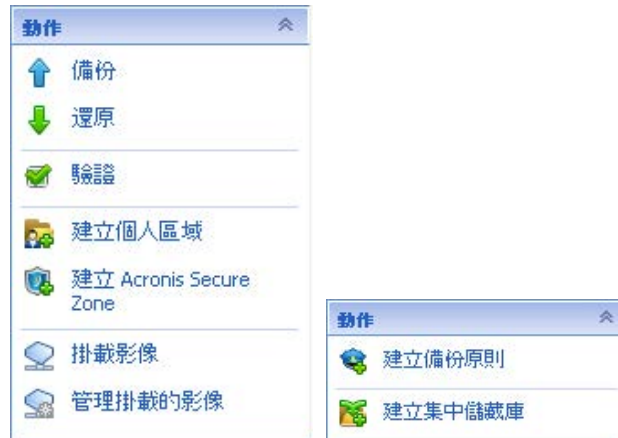 動作
備份
還原
驗證
建立個人區域
建立 Acronis Secure
Zone
掛載影像
管理掛載的影像
動作
建立備份原則
建立集中儲藏庫